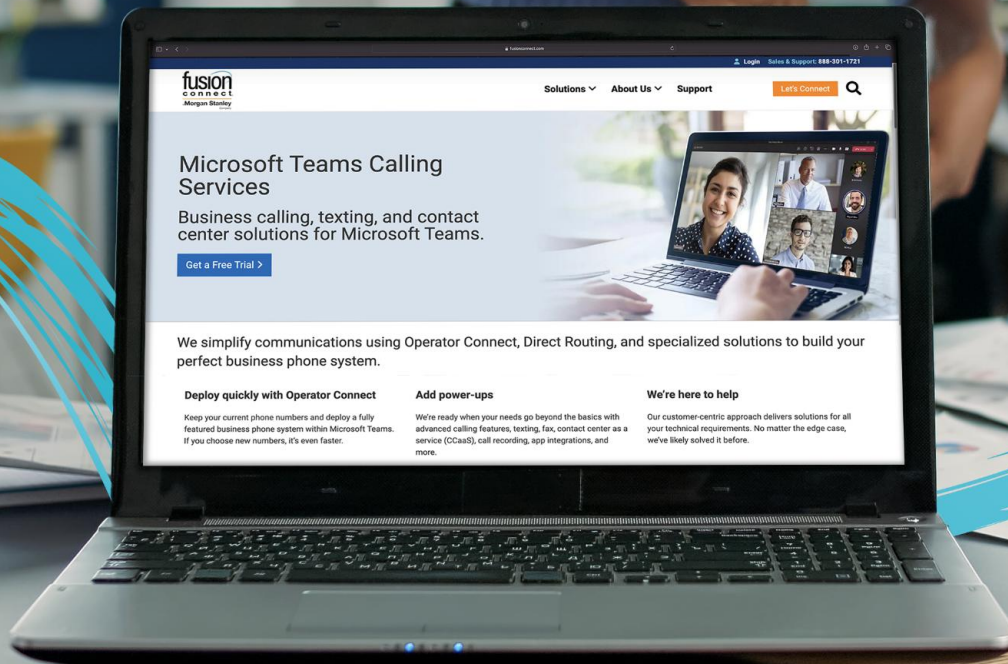 fusionconnect.com
Login Sales & Support: 888-301-1721
fusion
connect
Morgan Stanley
Solutions About Us Support Let's Connect
Microsoft Teams Calling
Services
Business calling, texting, and contact
center solutions for Microsoft Teams.
Get a Free Trial >
We simplify communications using Operator Connect, Direct Routing, and specialized solutions to build your
perfect business phone system.
Deploy quickly with Operator Connect
Keep your current phone numbers and deploy a fully
featured business phone system within Microsoft Teams.
If you choose new numbers, it's even faster.
Add power-ups
We're ready when your needs go beyond the basics with
advanced calling features, texting, fax, contact center as a
service (CCaaS), call recording, app integrations, and
more.
We're here to help
Our customer-centric approach delivers solutions for all
your technical requirements. No matter the edge case,
we've likely solved it before.